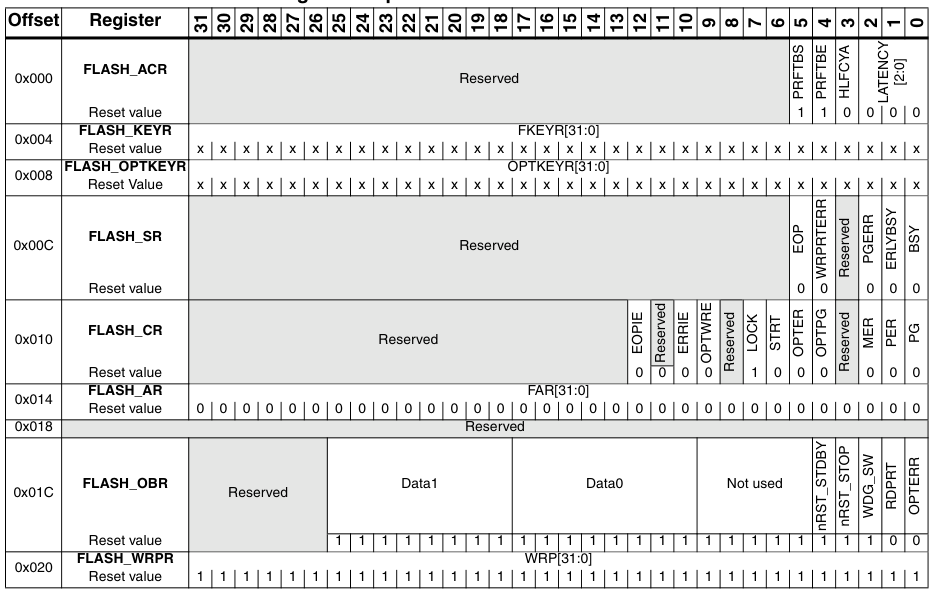 Offset Register 31 30 29 28 27 26 25 24 23 22 21 20 19 18 17 16 15 14 13 12 11 10 9 8 7 6 5 4 3 2 1 0
0x000 FLASH_ACR Reserved PRFTBS PRFTBE HLFCYA LATENCY [2:0]
Reset value 1 1 0 0 0 0
0x004 FLASH_KEYR FKEYR[31:0]
Reset value x x x x x x x x x x x x x x x x x x x x x x x x x x x x x x x x
0x008 FLASH_OPTKEYR OPTKEYR[31:0]
Reset Value x x x x x x x x x x x x x x x x x x x x x x x x x x x x x x x x
0x00C FLASH_SR Reserved EOP WRPRTERR Reserved PGERR ERLYBSY BSY
Reset value 0 0 0 0 0
0x010 FLASH_CR Reserved EOPIE Reserved ERRIE OPTWRE Reserved LOCK STRT OPTER OPTPG Reserved MER PER PG
Reset value 0 0 0 0 1 0 0 0 0 0 0
0x014 FLASH_AR FAR[31:0]
Reset value 0 0 0 0 0 0 0 0 0 0 0 0 0 0 0 0 0 0 0 0 0 0 0 0 0 0 0 0 0 0 0 0
0x018 Reserved
0x01C FLASH_OBR Reserved Data1 Data0 Not used nRST_STDBY nRST_STOP WDG_SW RDPRT OPTERR
Reset value 1 1 1 1 1 1 1 1 1 1 1 1 1 1 1 1 1 1 1 1 1 1 1 1 0 0
0x020 FLASH_WRPR WRP[31:0]
Reset value 1 1 1 1 1 1 1 1 1 1 1 1 1 1 1 1 1 1 1 1 1 1 1 1 1 1 1 1 1 1 1 1